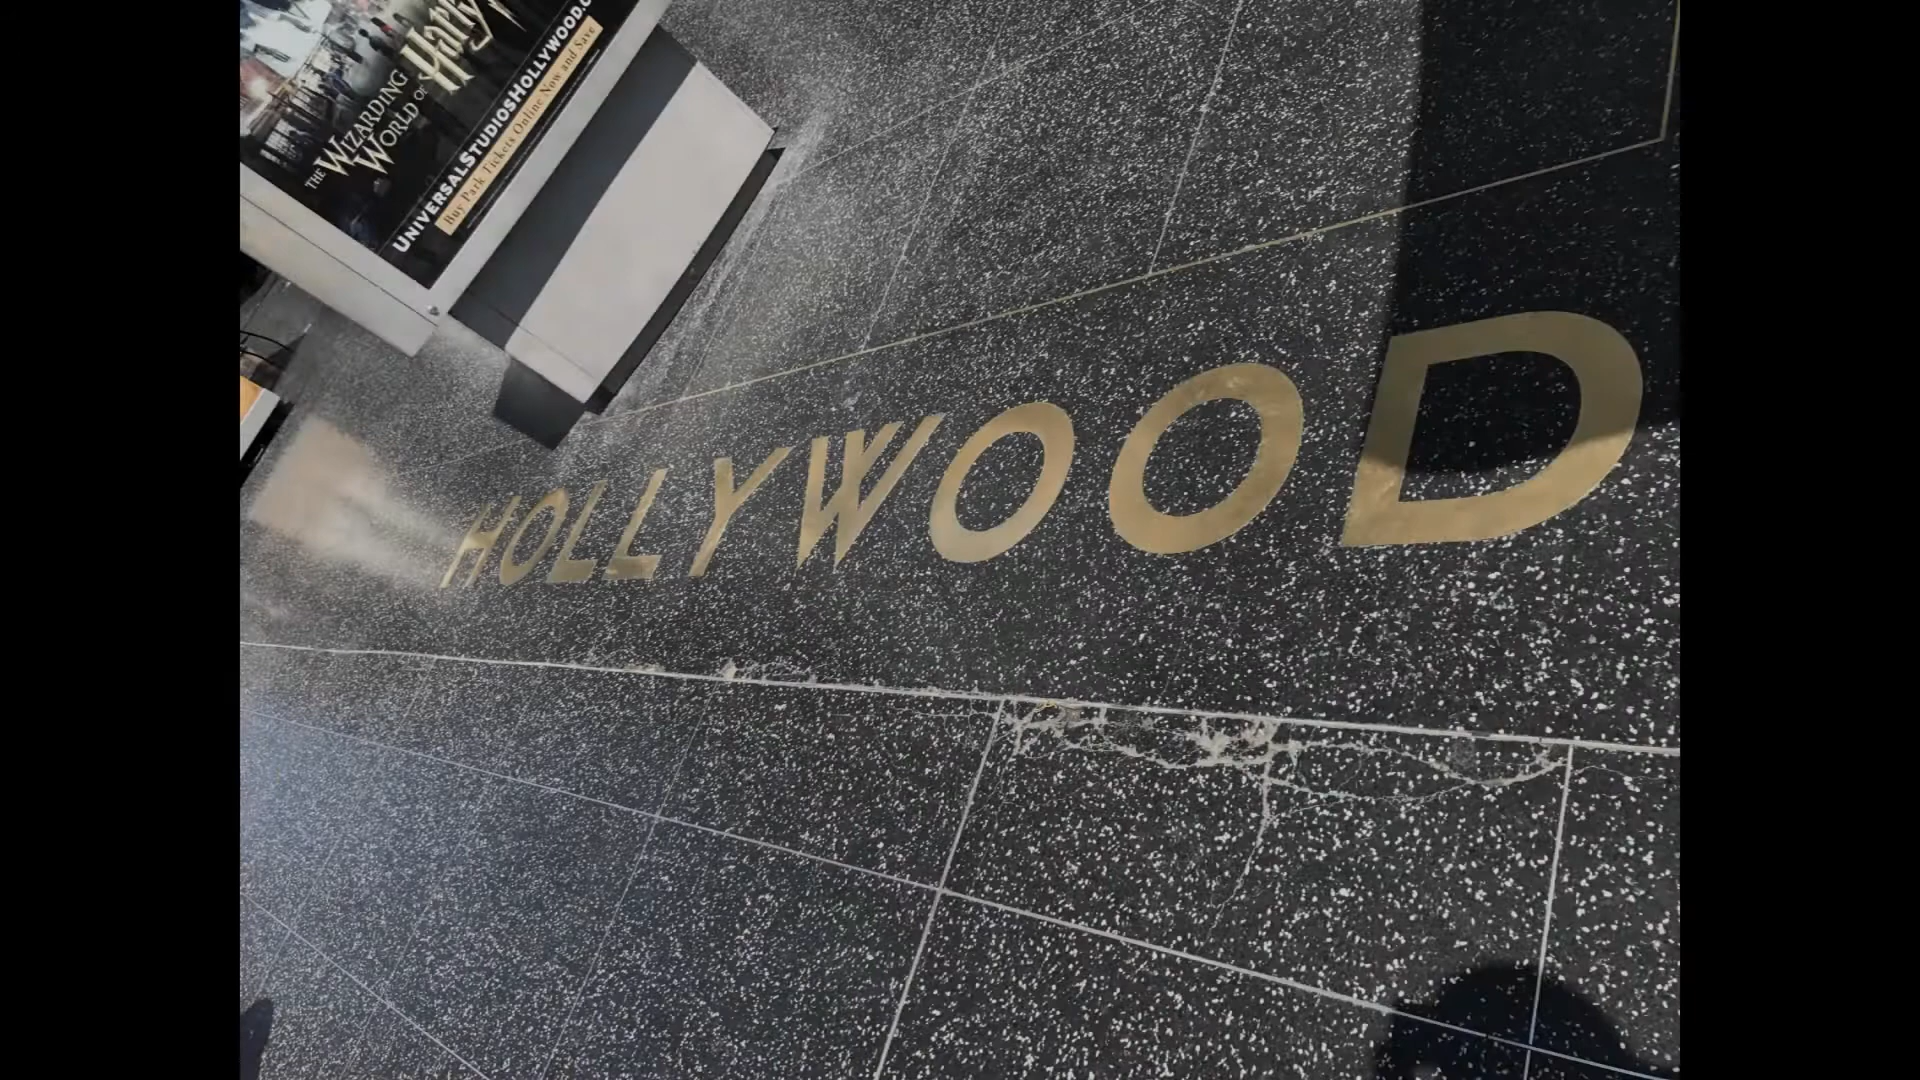 THE WIZARDING
WORLD OF
Harry
UNIVERSALSTUDIOSHOLLYWOOD.
Buy Park Tickets Online Now and Save
HOLLYWOOD